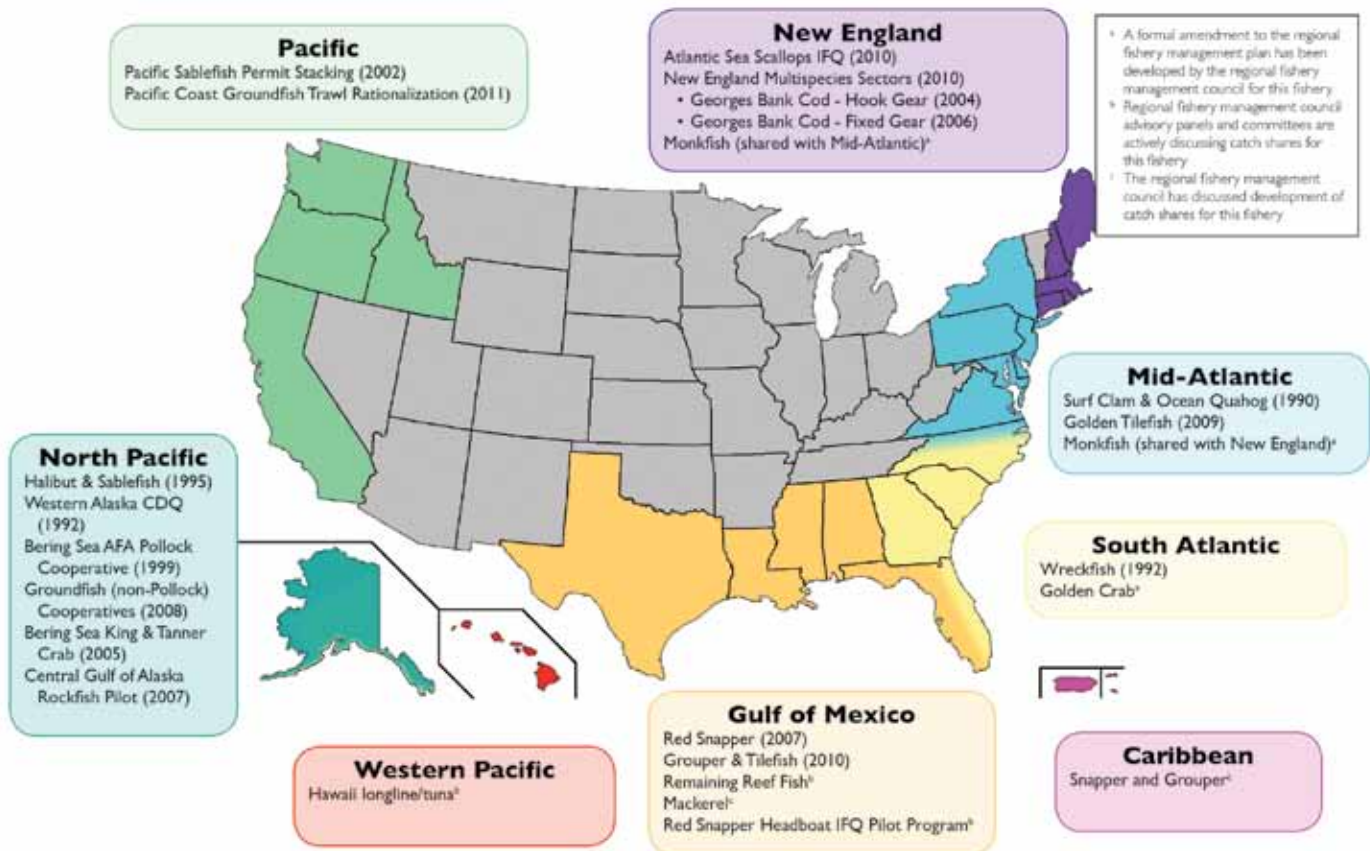 Pacific
Pacific Sablefish Permit Stacking (2002)
Pacific Coast Groundfish Trawl Rationalization (2011)
New England
Atlantic Sea Scallops IFQ (2010)
New England Multispecies Sectors (2010)
• Georges Bank Cod - Hook Gear (2004)
• Georges Bank Cod - Fixed Gear (2006)
Monkfish (shared with Mid-Atlantic)ᵃ
ᵃ A formal amendment to the regional
fishery management plan has been
developed by the regional fishery
management council for this fishery
ᵇ Regional fishery management council
advisory panels and committees are
actively discussing catch shares for
this fishery
ᶜ The regional fishery management
council has discussed development of
catch shares for this fishery
Mid-Atlantic
Surf Clam & Ocean Quahog (1990)
Golden Tilefish (2009)
Monkfish (shared with New England)ᵃ
North Pacific
Halibut & Sablefish (1995)
Western Alaska CDQ
(1992)
Bering Sea AFA Pollock
Cooperative (1999)
Groundfish (non-Pollock)
Cooperatives (2008)
Bering Sea King & Tanner
Crab (2005)
Central Gulf of Alaska
Rockfish Pilot (2007)
South Atlantic
Wreckfish (1992)
Golden Crabᵃ
Western Pacific
Hawaii longline/tuna
Gulf of Mexico
Red Snapper (2007)
Grouper & Tilefish (2010)
Remaining Reef Fishᵇ
Mackerelᶜ
Red Snapper Headboat IFQ Pilot Programᵇ
Caribbean
Snapper and Grouperᶜ